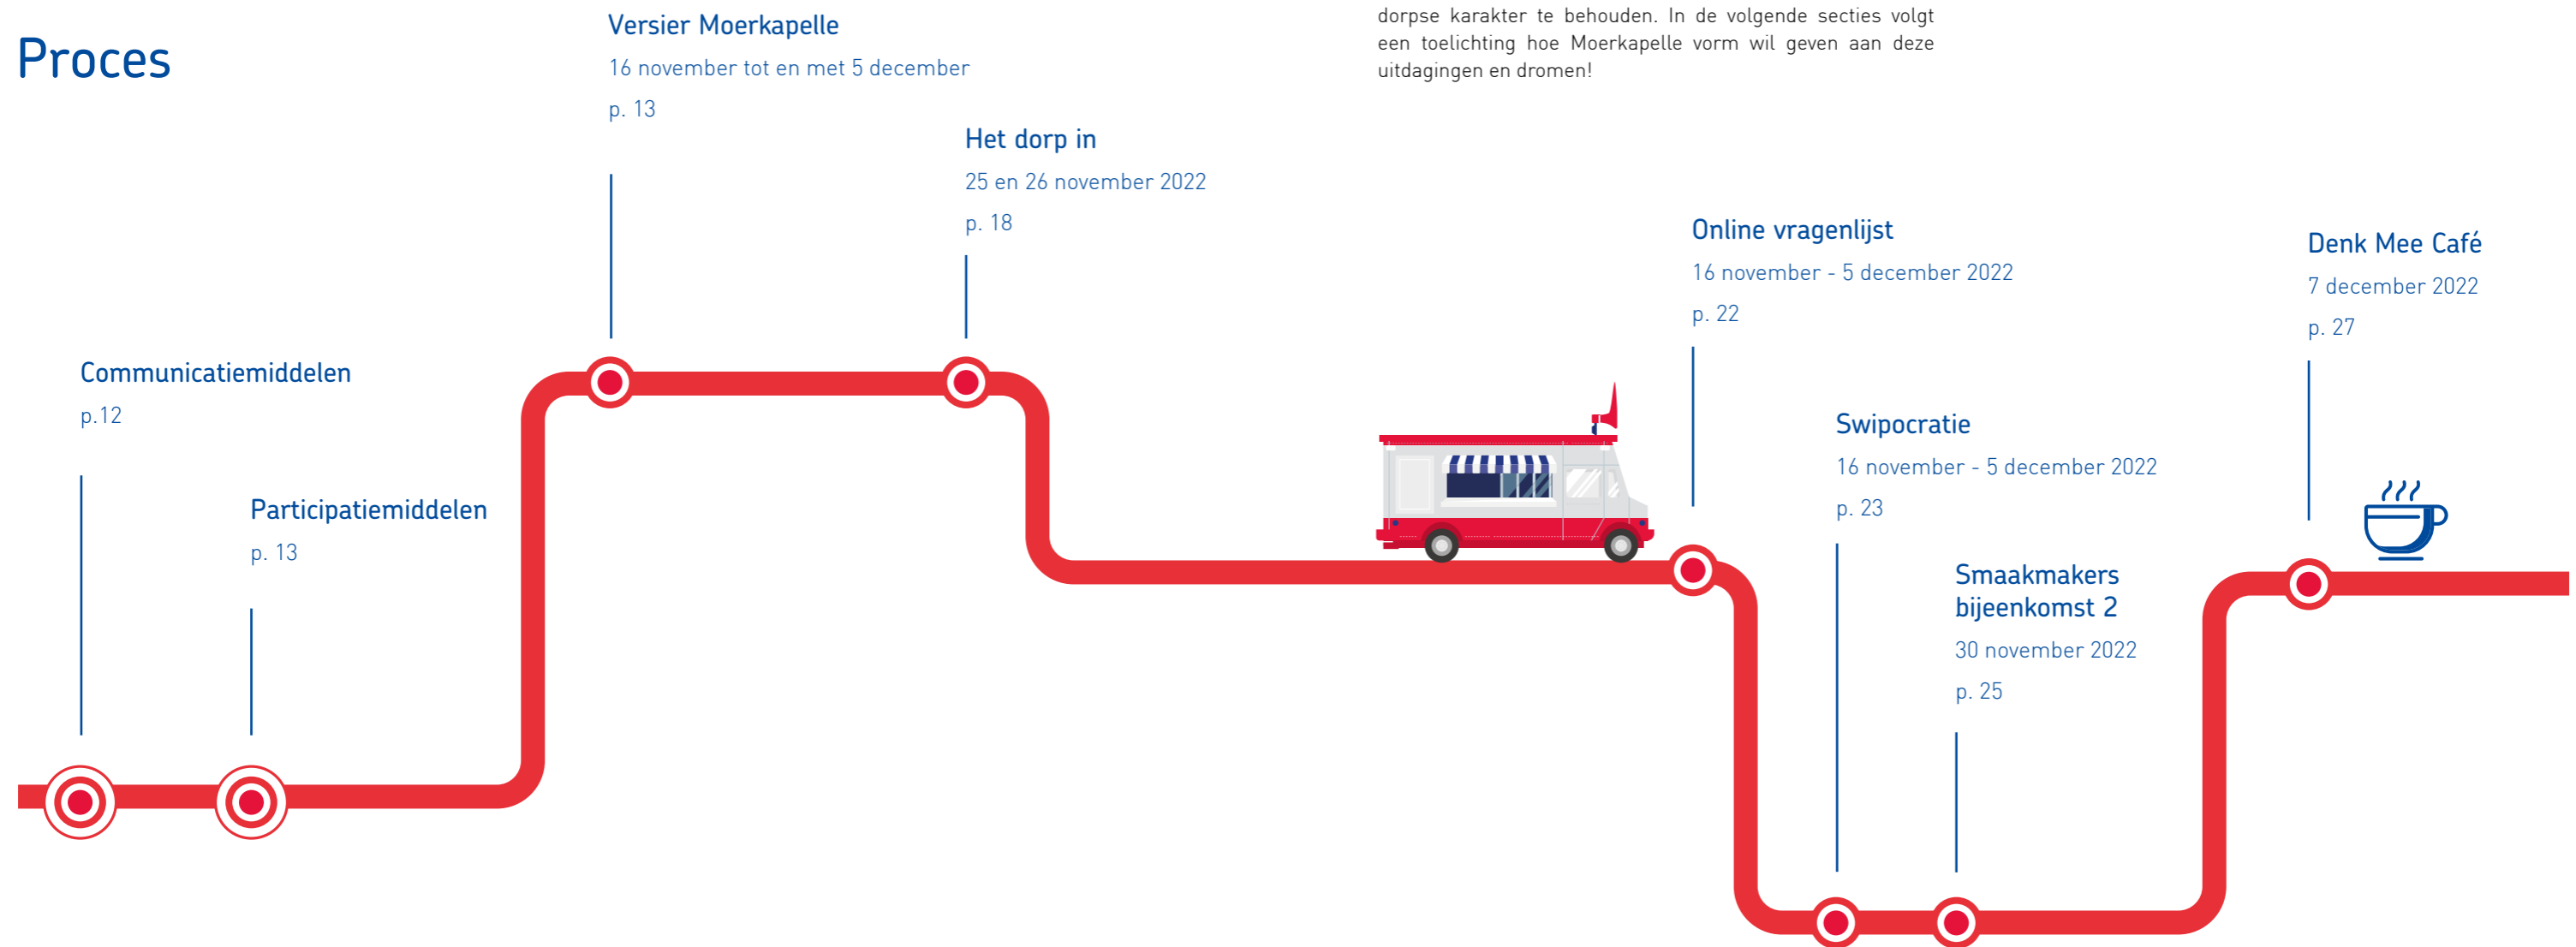 Proces
Versier Moerkapelle
16 november tot en met 5 december
p. 13
dorpse karakter te behouden. In de volgende secties volgt
een toelichting hoe Moerkapelle vorm wil geven aan deze
uitdagingen en dromen!
Het dorp in
25 en 26 november 2022
p. 18
Online vragenlijst
16 november - 5 december 2022
p. 22
Denk Mee Café
7 december 2022
p. 27
Communicatiemiddelen
p.12
Participatiemiddelen
p. 13
Swipocratie
16 november - 5 december 2022
p. 23
Smaakmakers
bijeenkomst 2
30 november 2022
p. 25